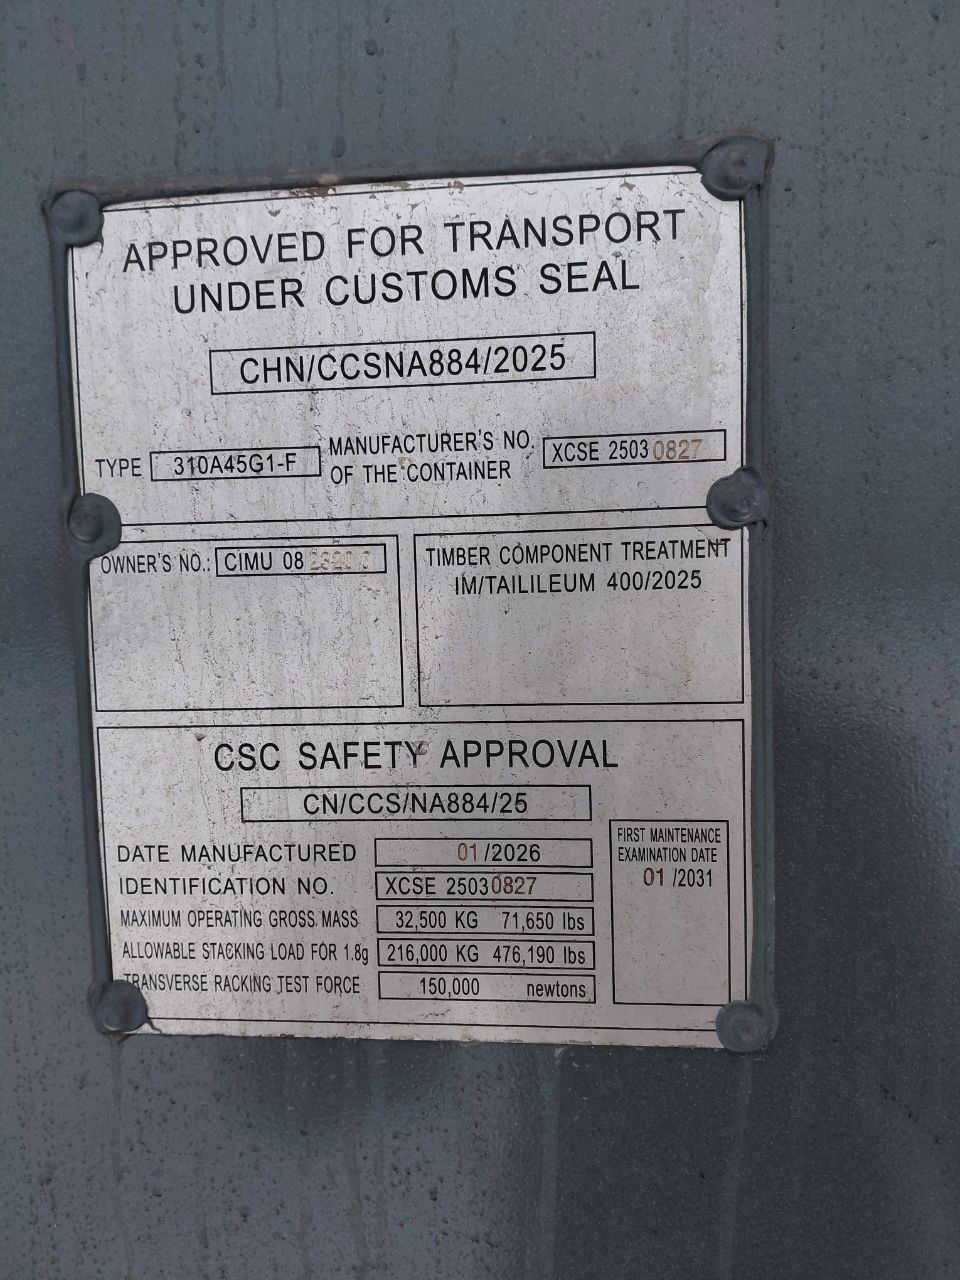 APPROVED FOR TRANSPORT
UNDER CUSTOMS SEAL
CHN/CCSNA884/2025
TYPE 310A45G1-F MANUFACTURER'S NO. OF THE CONTAINER XCSE 25030827
OWNER'S NO.: CIMU 08
TIMBER COMPONENT TREATMENT
IM/TAILILEUM 400/2025
CSC SAFETY APPROVAL
CN/CCS/NA884/25
DATE MANUFACTURED 01/2026
IDENTIFICATION NO. XCSE 25030827
MAXIMUM OPERATING GROSS MASS 32,500 KG 71,650 lbs
ALLOWABLE STACKING LOAD FOR 1.8g 216,000 KG 476,190 lbs
TRANSVERSE RACKING TEST FORCE 150,000 newtons
FIRST MAINTENANCE
EXAMINATION DATE
01 /2031